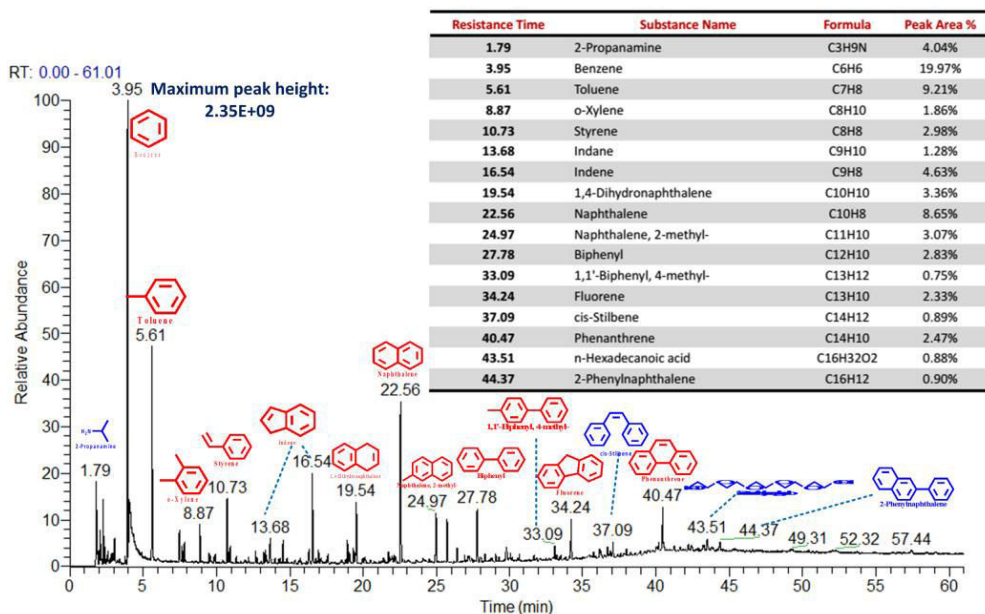 Resistance Time Substance Name Formula Peak Area %
1.79 2-Propanamine C3H9N 4.04%
3.95 Benzene C6H6 19.97%
5.61 Toluene C7H8 9.21%
8.87 o-Xylene C8H10 1.86%
10.73 Styrene C8H8 2.98%
13.68 Indane C9H10 1.28%
16.54 Indene C9H8 4.63%
19.54 1,4-Dihydronaphthalene C10H10 3.36%
22.56 Naphthalene C10H8 8.65%
24.97 Naphthalene, 2-methyl- C11H10 3.07%
27.78 Biphenyl C12H10 2.83%
33.09 1,1'-Biphenyl, 4-methyl- C13H12 0.75%
34.24 Fluorene C13H10 2.33%
37.09 cis-Stilbene C14H12 0.89%
40.47 Phenanthrene C14H10 2.47%
43.51 n-Hexadecanoic acid C16H32O2 0.88%
44.37 2-Phenylnaphthalene C16H12 0.90%
RT: 0.00 - 61.01
3.95
Maximum peak height:
2.35E+09
Toluene
5.61
Naphthalene
22.56
H2N
2-Propanamine
1.79
o-Xylene
8.87
Styrene
10.73
13.68
16.54
19.54
Naphthalene, 2-methyl-
24.97
Biphenyl
27.78
1,1'-Biphenyl, 4-methyl-
33.09
Fluorene
34.24
cis-Stilbene
37.09
Phenanthrene
40.47
43.51
44.37
2-Phenylnaphthalene
49.31
52.32
57.44
Relative Abundance
100
90
80
70
60
50
40
30
20
10
0
0 5 10 15 20 25 30 35 40 45 50 55 60
Time (min)